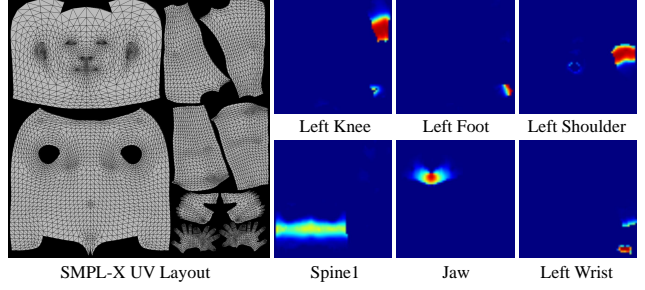 Left Knee
Left Foot
Left Shoulder
SMPL-X UV Layout
Spine1
Jaw
Left Wrist